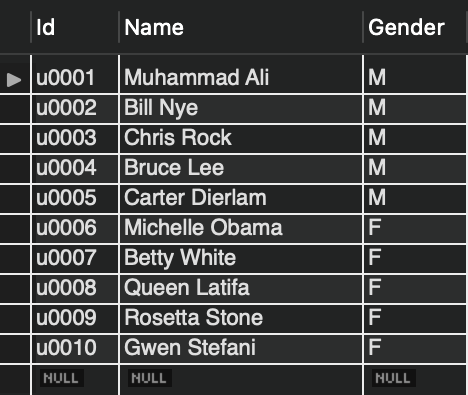 Id Name Gender
u0001 Muhammad Ali M
u0002 Bill Nye M
u0003 Chris Rock M
u0004 Bruce Lee M
u0005 Carter Dierlam M
u0006 Michelle Obama F
u0007 Betty White F
u0008 Queen Latifa F
u0009 Rosetta Stone F
u0010 Gwen Stefani F
NULL NULL NULL